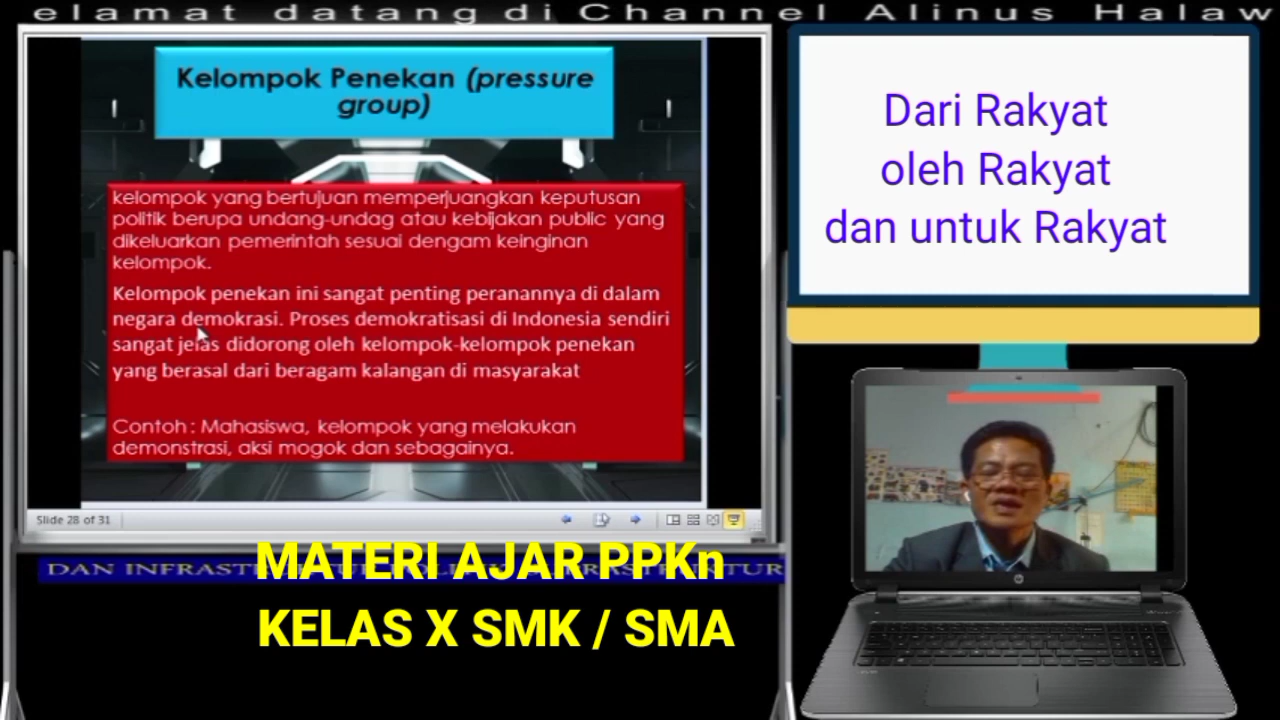 elamat datang di Channel Alinus Halaw
Kelompok Penekan (pressure
group)
kelompok yang bertujuan memperjuangkan keputusan
politik berupa undang-undag atau kebijakan public yang
dikeluarkan pemerintah sesuai dengam keinginan
kelompok.
Kelompok penekan ini sangat penting peranannya di dalam
negara demokrasi. Proses demokratisasi di Indonesia sendiri
sangat jelas didorong oleh kelompok-kelompok penekan
yang berasal dari beragam kalangan di masyarakat
Contoh : Mahasiswa, kelompok yang melakukan
demonstrasi, aksi mogok dan sebagainya.
Slide 28 of 31
DAN
MATERI AJAR PPKn
KELAS X SMK / SMA
Dari Rakyat
oleh Rakyat
dan untuk Rakyat
hp